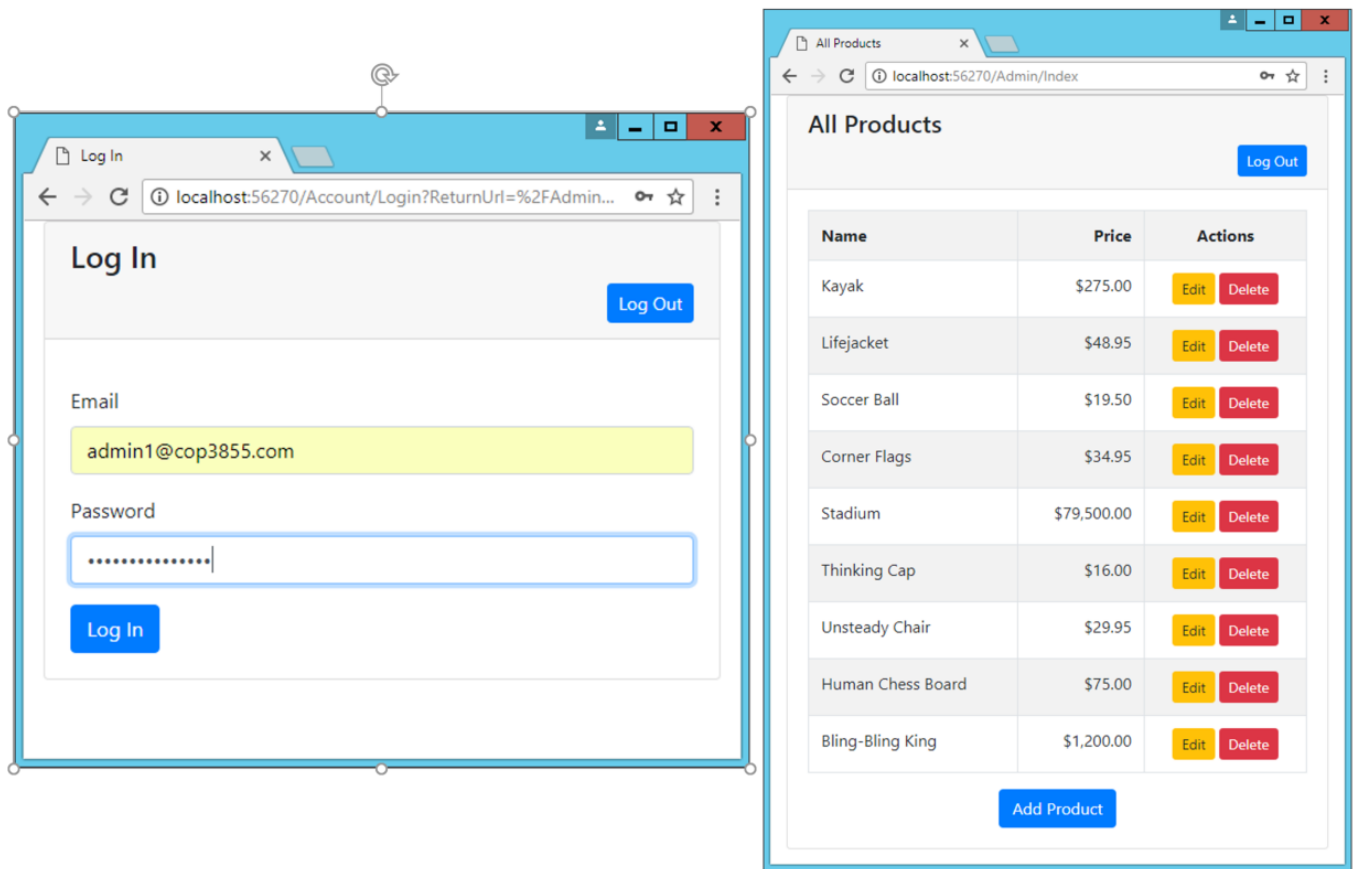 Log In
localhost:56270/Account/Login?ReturnUrl=%2FAdmin...
Log In
Log Out
Email
admin1@cop3855.com
Password
•••••••••••••••
Log In
All Products
localhost:56270/Admin/Index
All Products
Log Out
Name Price Actions
Kayak $275.00 Edit Delete
Lifejacket $48.95 Edit Delete
Soccer Ball $19.50 Edit Delete
Corner Flags $34.95 Edit Delete
Stadium $79,500.00 Edit Delete
Thinking Cap $16.00 Edit Delete
Unsteady Chair $29.95 Edit Delete
Human Chess Board $75.00 Edit Delete
Bling-Bling King $1,200.00 Edit Delete
Add Product